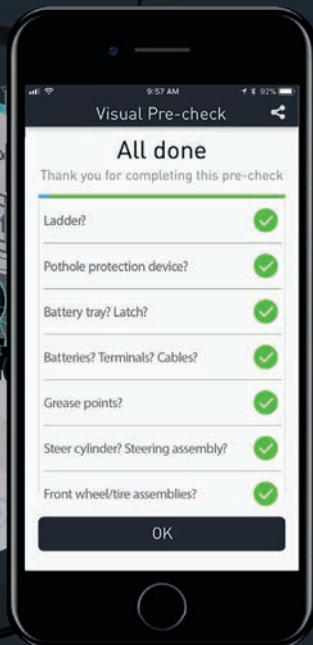 9:57 AM
92%
Visual Pre-check
All done
Thank you for completing this pre-check
Ladder?
Pothole protection device?
Battery tray? Latch?
Batteries? Terminals? Cables?
Grease points?
Steer cylinder? Steering assembly?
Front wheel/tire assemblies?
OK